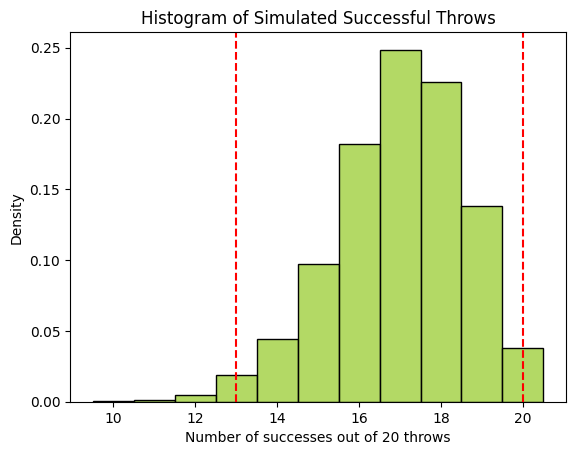 Histogram of Simulated Successful Throws
0.25
0.20
0.15
0.10
0.05
0.00
Density
10 12 14 16 18 20
Number of successes out of 20 throws